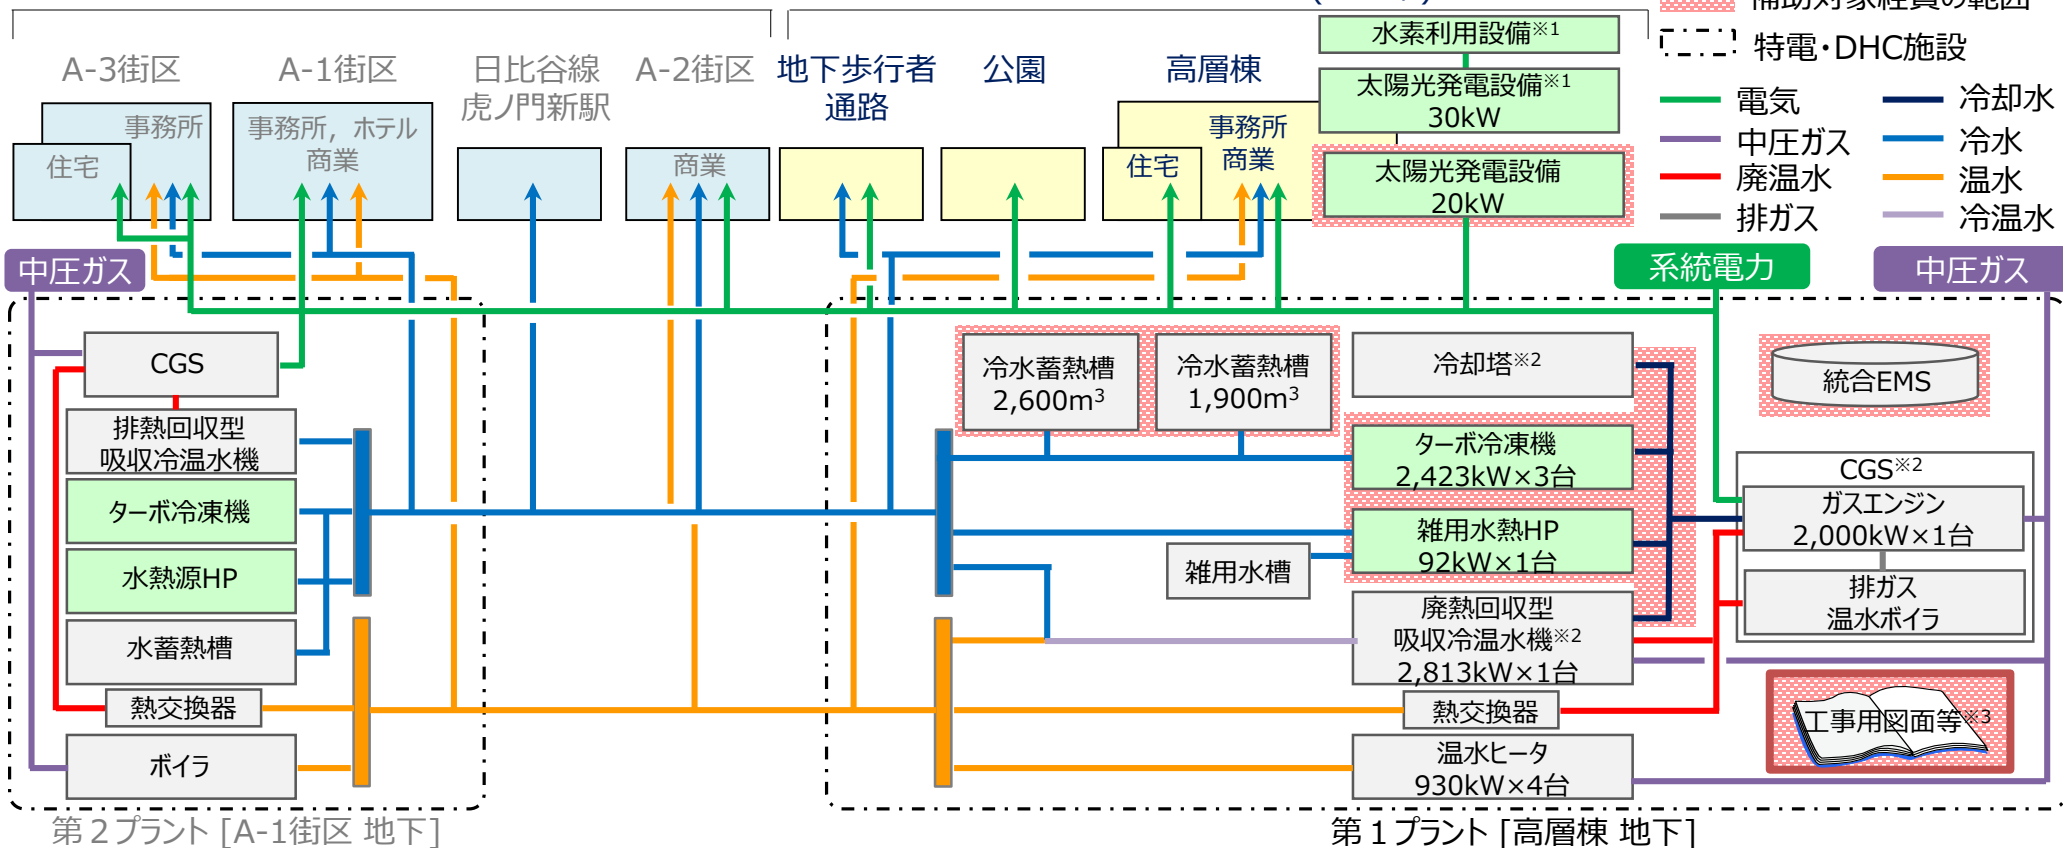 補助対象経費の範囲
特電・DHC施設
電気
冷却水
中圧ガス
冷水
廃温水
温水
排ガス
冷温水
A-3街区
A-1街区
日比谷線
虎ノ門新駅
A-2街区
地下歩行者
通路
公園
高層棟
水素利用設備※1
太陽光発電設備※1
30kW
太陽光発電設備
20kW
事務所
住宅
事務所，ホテル
商業
商業
事務所
商業
住宅
中圧ガス
系統電力
中圧ガス
CGS
排熱回収型
吸収冷温水機
ターボ冷凍機
水熱源HP
水蓄熱槽
熱交換器
ボイラ
冷水蓄熱槽
2,600m³
冷水蓄熱槽
1,900m³
冷却塔※2
統合EMS
ターボ冷凍機
2,423kW×3台
雑用水熱HP
92kW×1台
雑用水槽
廃熱回収型
吸収冷温水機※2
2,813kW×1台
熱交換器
温水ヒータ
930kW×4台
CGS※2
ガスエンジン
2,000kW×1台
排ガス
温水ボイラ
工事用図面等※3
第２プラント [A-1街区 地下]
第１プラント [高層棟 地下]